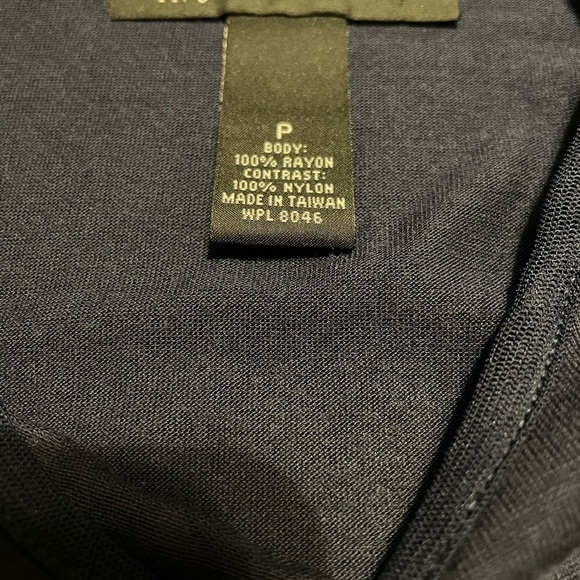 P
BODY:
100% RAYON
CONTRAST:
100% NYLON
MADE IN TAIWAN
WPL 8046